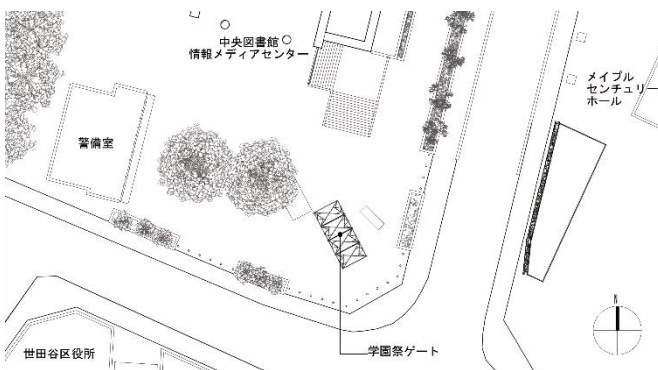 中央図書館
情報メディアセンター
メイプル
センチュリー
ホール
警備室
N
世田谷区役所
学園祭ゲート